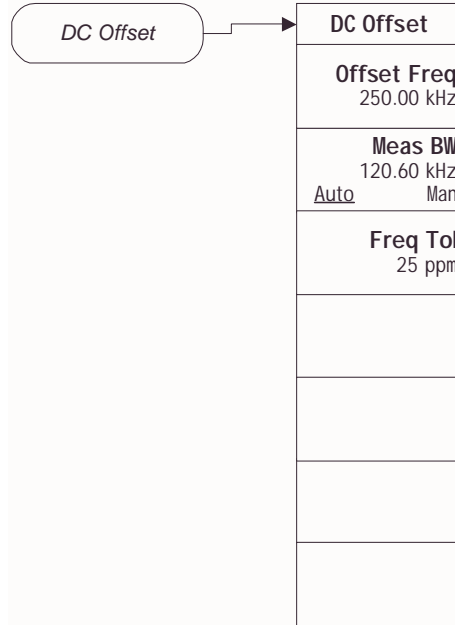 DC Offset
DC Offset
Offset Freq
250.00 kHz
Meas BW
120.60 kHz
Auto Man
Freq Tol
25 ppm